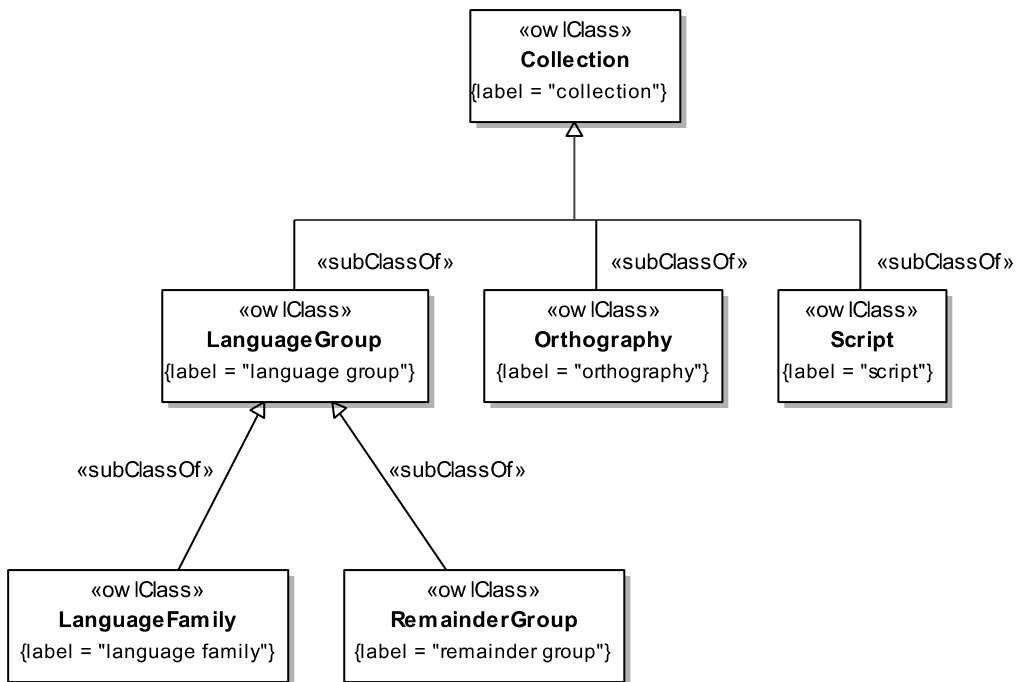 «owlClass»
Collection
{label = "collection"}
«subClassOf»
«subClassOf»
«subClassOf»
«owlClass»
LanguageGroup
{label = "language group"}
«owlClass»
Orthography
{label = "orthography"}
«owlClass»
Script
{label = "script"}
«subClassOf»
«subClassOf»
«owlClass»
LanguageFamily
{label = "language family"}
«owlClass»
RemainderGroup
{label = "remainder group"}